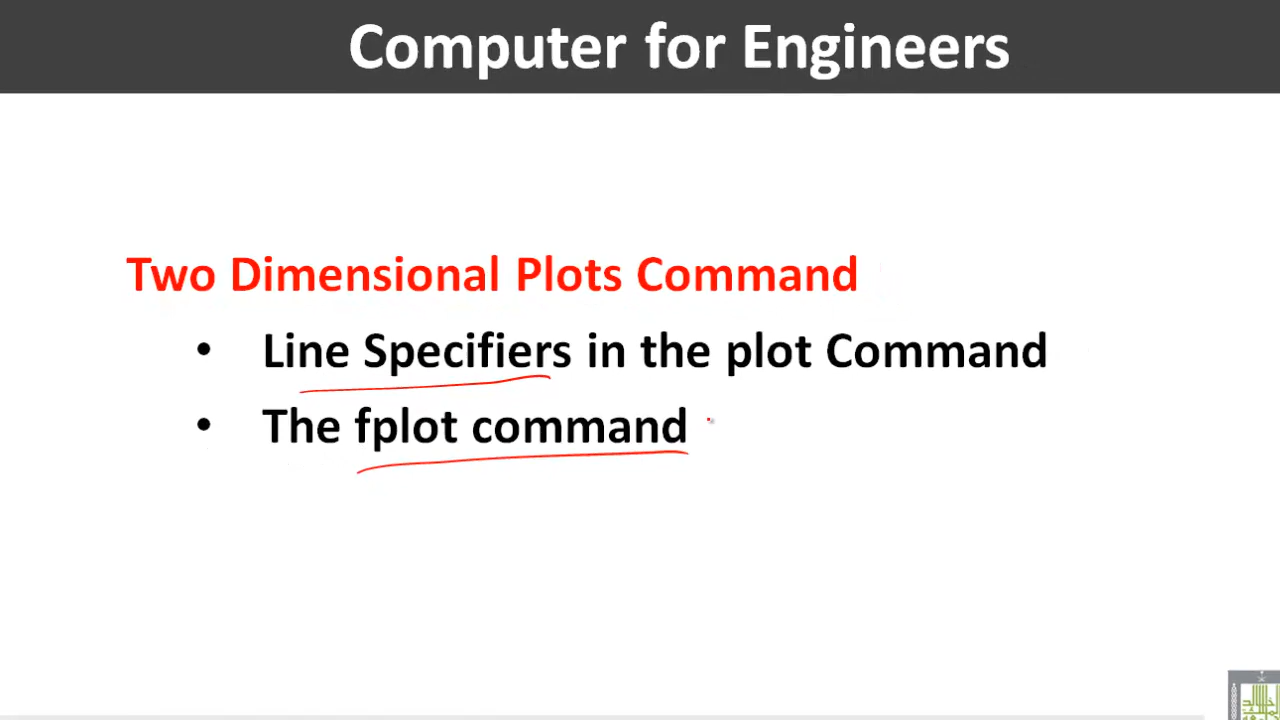 Computer for Engineers
Two Dimensional Plots Command
• Line Specifiers in the plot Command
• The fplot command